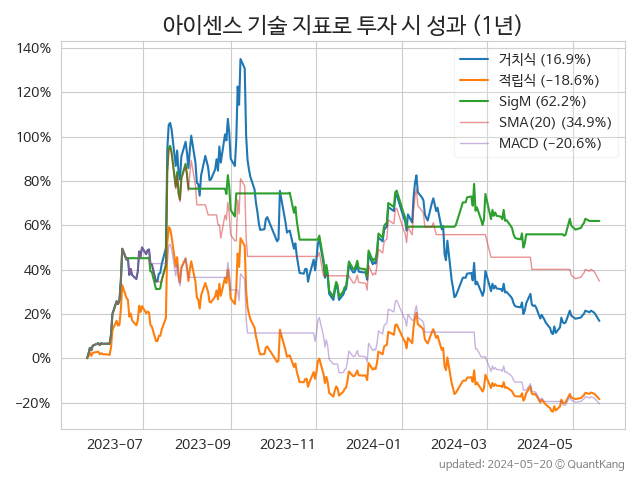 아이센스 기술 지표로 투자 시 성과 (1년)
140%
120%
100%
80%
60%
40%
20%
0%
−20%
거치식 (16.9%)
적립식 (−18.6%)
SigM (62.2%)
SMA(20) (34.9%)
MACD (−20.6%)
2023−07
2023−09
2023−11
2024−01
2024−03
2024−05
updated: 2024-05-20 © QuantKang